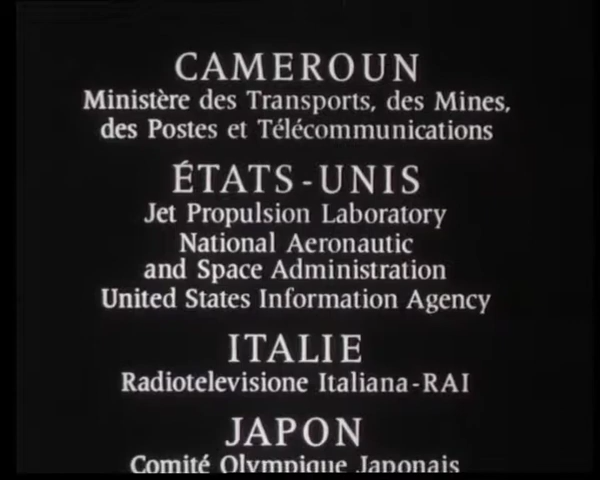 CAMEROUN
Ministère des Transports, des Mines,
des Postes et Télécommunications
ÉTATS-UNIS
Jet Propulsion Laboratory
National Aeronautic
and Space Administration
United States Information Agency
ITALIE
Radiotelevisione Italiana-RAI
JAPON
Comité Olympique Japonais